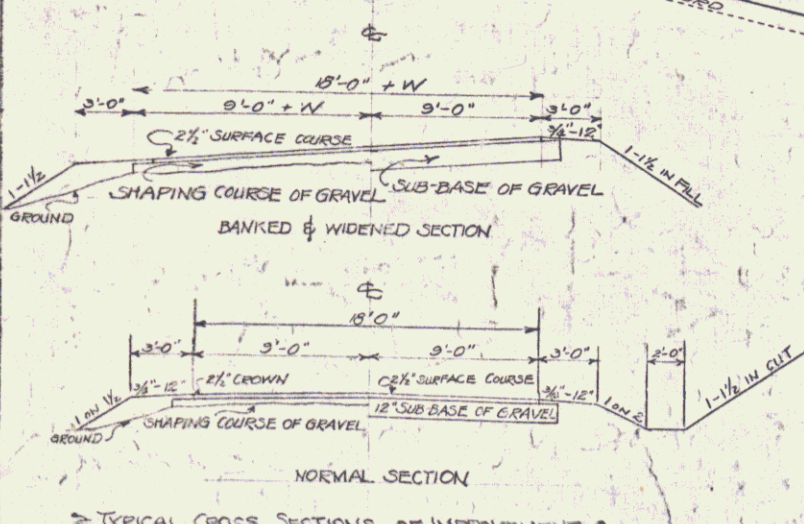 ORD
℄
18'-0" + W
3'-0" 9'-0" + W 9'-0" 3'-0"
2½" SURFACE COURSE ¾"-12"
1-1½ SHAPING COURSE OF GRAVEL SUB-BASE OF GRAVEL 1-1½ IN FILL
GROUND
BANKED & WIDENED SECTION
℄
18'0"
3'-0" 9'-0" 9'-0" 3'-0" 2'-0"
¾"-12" 2½" CROWN 2½" SURFACE COURSE ¾"-12" 1-1½ IN CUT
1 ON 1½ 12" SUB BASE OF GRAVEL 1 ON 2
GROUND SHAPING COURSE OF GRAVEL
NORMAL SECTION
TYPICAL CROSS SECTIONS OF IMPROVEMENT